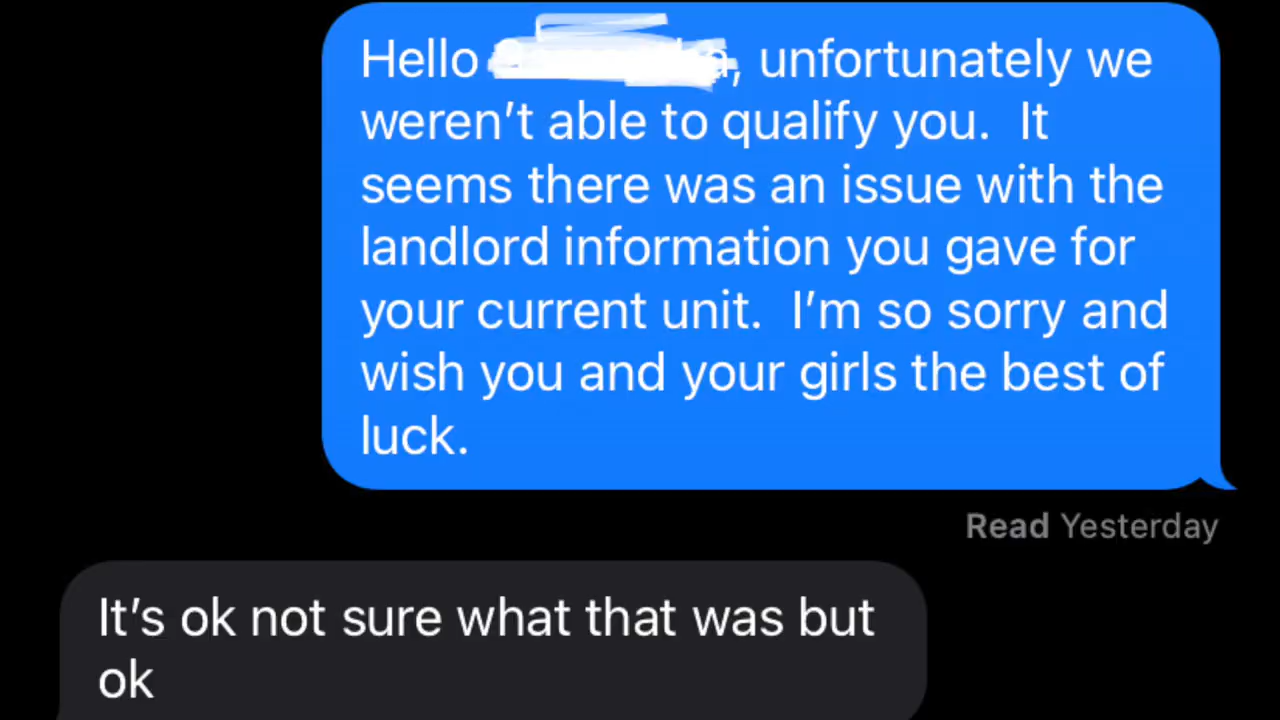 Hello , unfortunately we
weren’t able to qualify you.  It
seems there was an issue with the
landlord information you gave for
your current unit.  I’m so sorry and
wish you and your girls the best of
luck.
Read Yesterday
It’s ok not sure what that was but
ok